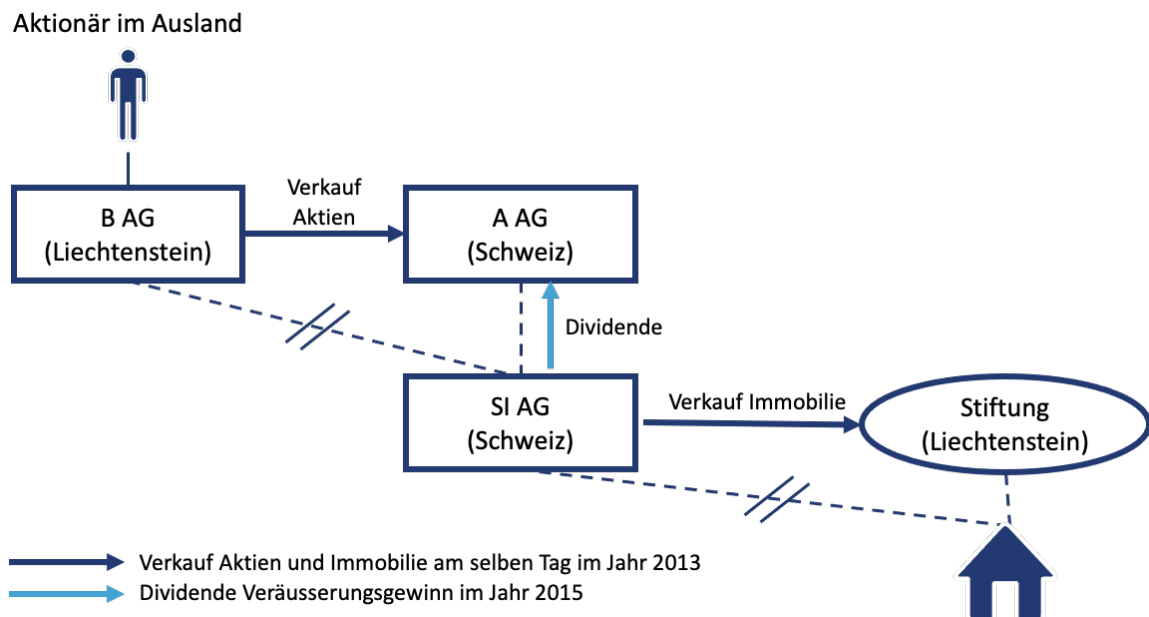 Aktionär im Ausland
B AG
(Liechtenstein)
Verkauf
Aktien
A AG
(Schweiz)
Dividende
SI AG
(Schweiz)
Verkauf Immobilie
Stiftung
(Liechtenstein)
Verkauf Aktien und Immobilie am selben Tag im Jahr 2013
Dividende Veräusserungsgewinn im Jahr 2015